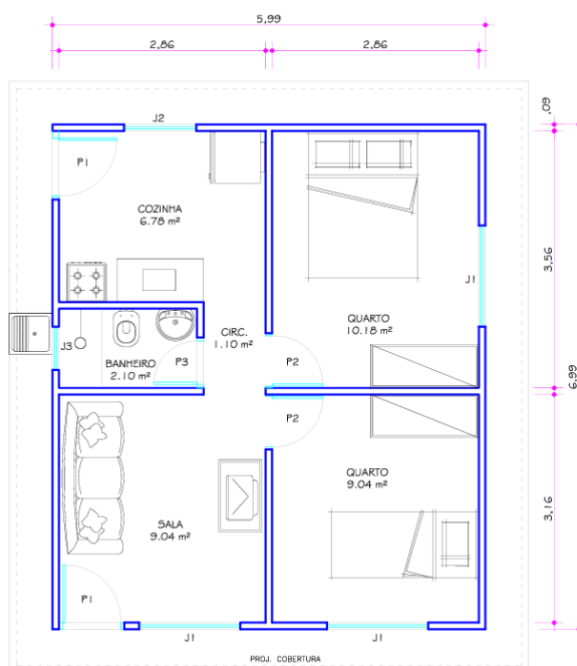 5,99
2,86
2,86
,09
J2
P1
COZINHA
6.78 m²
3,56
J1
QUARTO
10.18 m²
CIRC.
1.10 m²
J3
BANHEIRO
2.10 m²
P3
P2
6,99
P2
QUARTO
9.04 m²
SALA
9.04 m²
3,16
P1
J1
J1
PROJ. COBERTURA